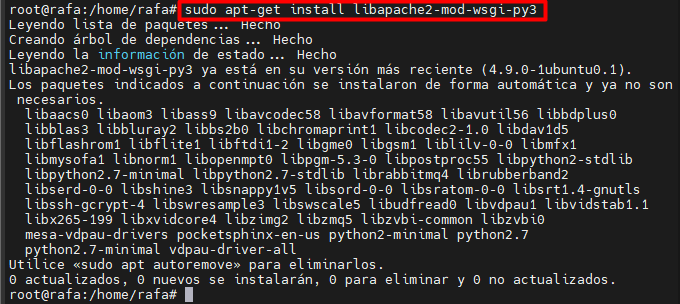 root@rafa:/home/rafa# sudo apt-get install libapache2-mod-wsgi-py3
Leyendo lista de paquetes... Hecho
Creando árbol de dependencias... Hecho
Leyendo la información de estado... Hecho
libapache2-mod-wsgi-py3 ya está en su versión más reciente (4.9.0-1ubuntu0.1).
Los paquetes indicados a continuación se instalaron de forma automática y ya no son
necesarios.
libaacs0 libaom3 libass9 libavcodec58 libavformat58 libavutil56 libbdplus0
libblas3 libbluray2 libbs2b0 libchromaprint1 libcodec2-1.0 libdav1d5
libflashrom1 libflite1 libftdi1-2 libgme0 libgsm1 liblilv-0-0 libmfx1
libmysofa1 libnorm1 libopenmpt0 libpgm-5.3-0 libpostproc55 libpython2-stdlib
libpython2.7-minimal libpython2.7-stdlib librabbitmq4 librubberband2
libserd-0-0 libshine3 libsnappy1v5 libsord-0-0 libsratom-0-0 libsrt1.4-gnutls
libssh-gcrypt-4 libswresample3 libswscale5 libudfread0 libvdpau1 libvidstab1.1
libx265-199 libxvidcore4 libzimg2 libzmq5 libzvbi-common libzvbi0
mesa-vdpau-drivers pocketsphinx-en-us python2-minimal python2.7
python2.7-minimal vdpau-driver-all
Utilice «sudo apt autoremove» para eliminarlos.
0 actualizados, 0 nuevos se instalarán, 0 para eliminar y 0 no actualizados.
root@rafa:/home/rafa#